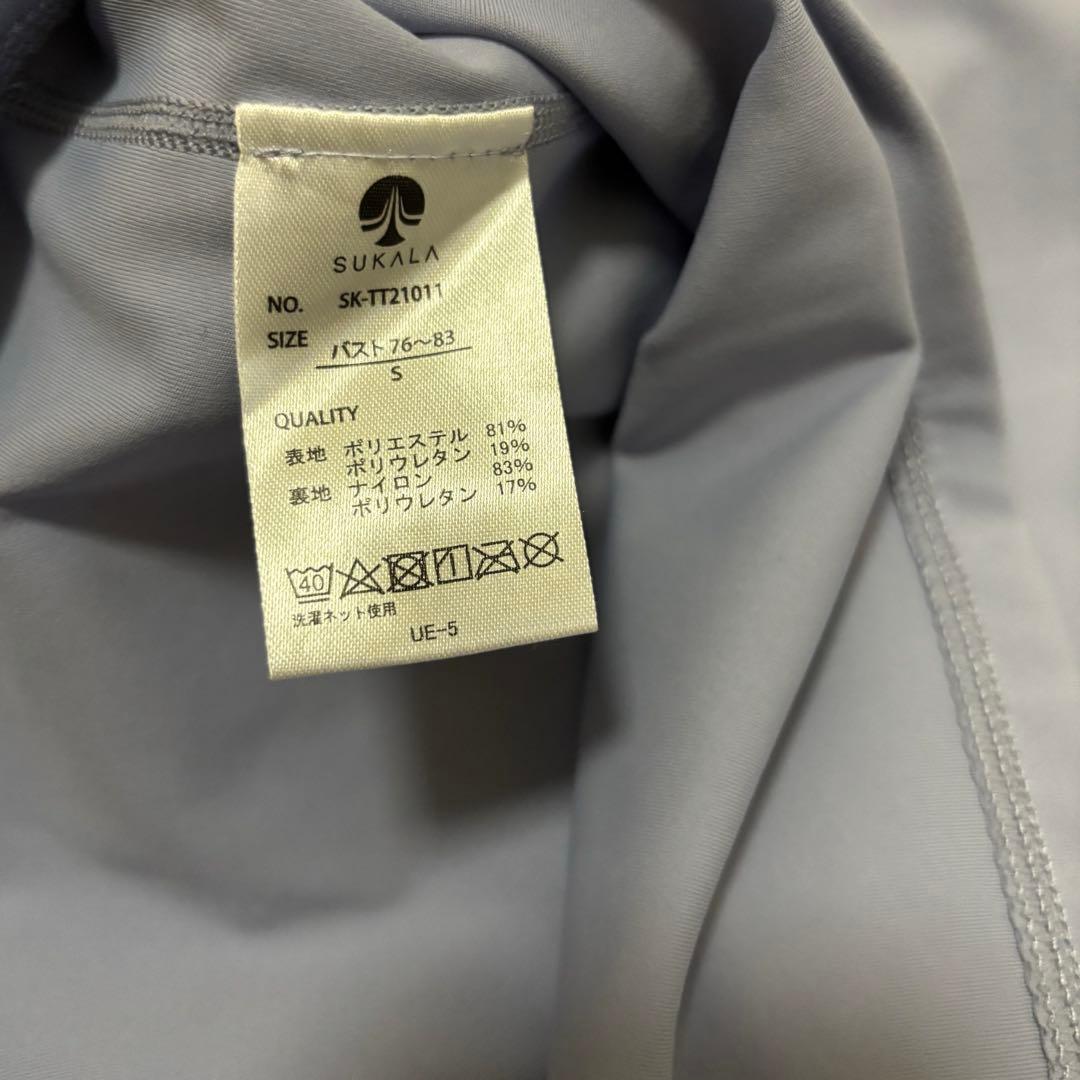 SUKALA
NO. SK-TT21011
SIZE バスト 76〜83
S
QUALITY
表地 ポリエステル 81%
ポリウレタン 19%
裏地 ナイロン 83%
ポリウレタン 17%
40
洗濯ネット使用
UE-5